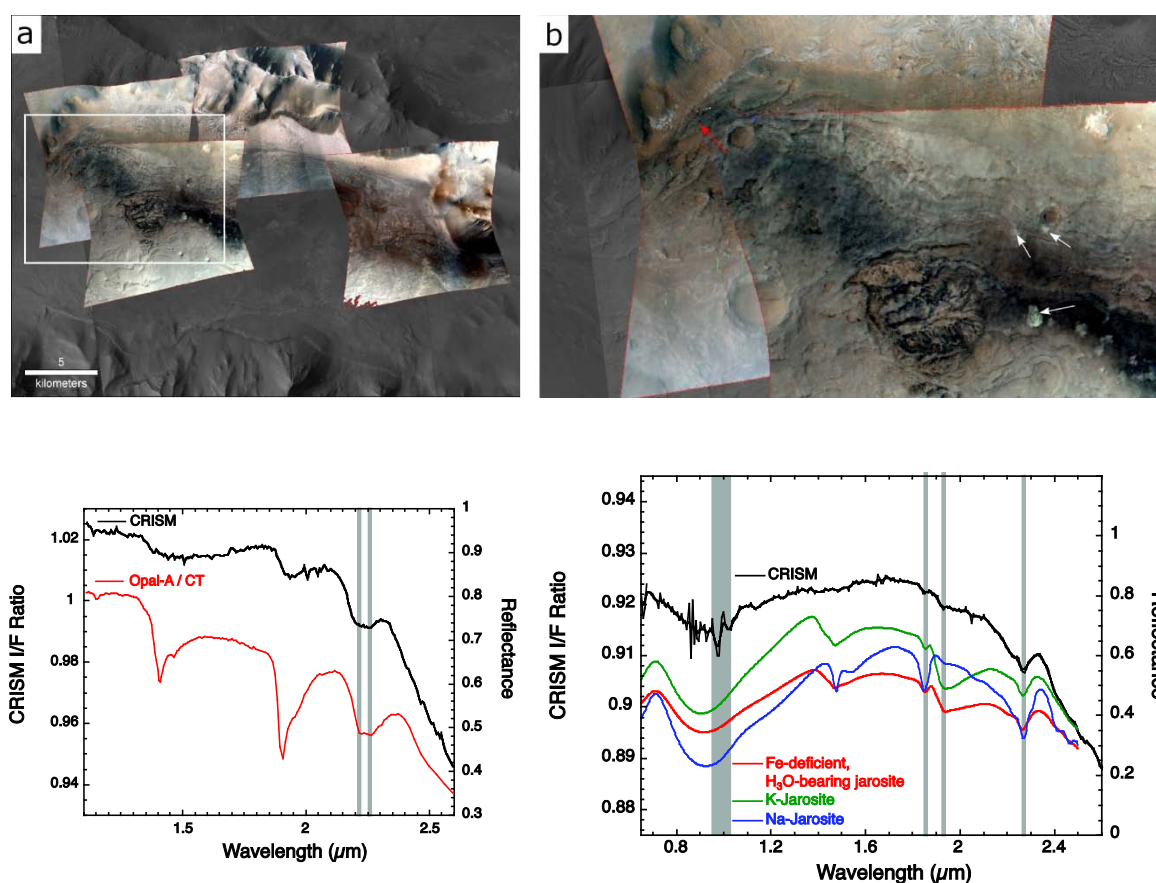 a
5
kilometers
b
CRISM I/F Ratio
1.02
1
0.98
0.96
0.94
CRISM
Opal-A / CT
1
0.9
0.8
0.7
0.6
0.5
0.4
0.3
Reflectance
1.5
2
2.5
Wavelength (µm)
CRISM I/F Ratio
0.94
0.93
0.92
0.91
0.9
0.89
0.88
CRISM
Fe-deficient,
H₃O-bearing jarosite
K-Jarosite
Na-Jarosite
1
0.8
0.6
0.4
0.2
0
0.8
1.2
1.6
2
2.4
Wavelength (µm)